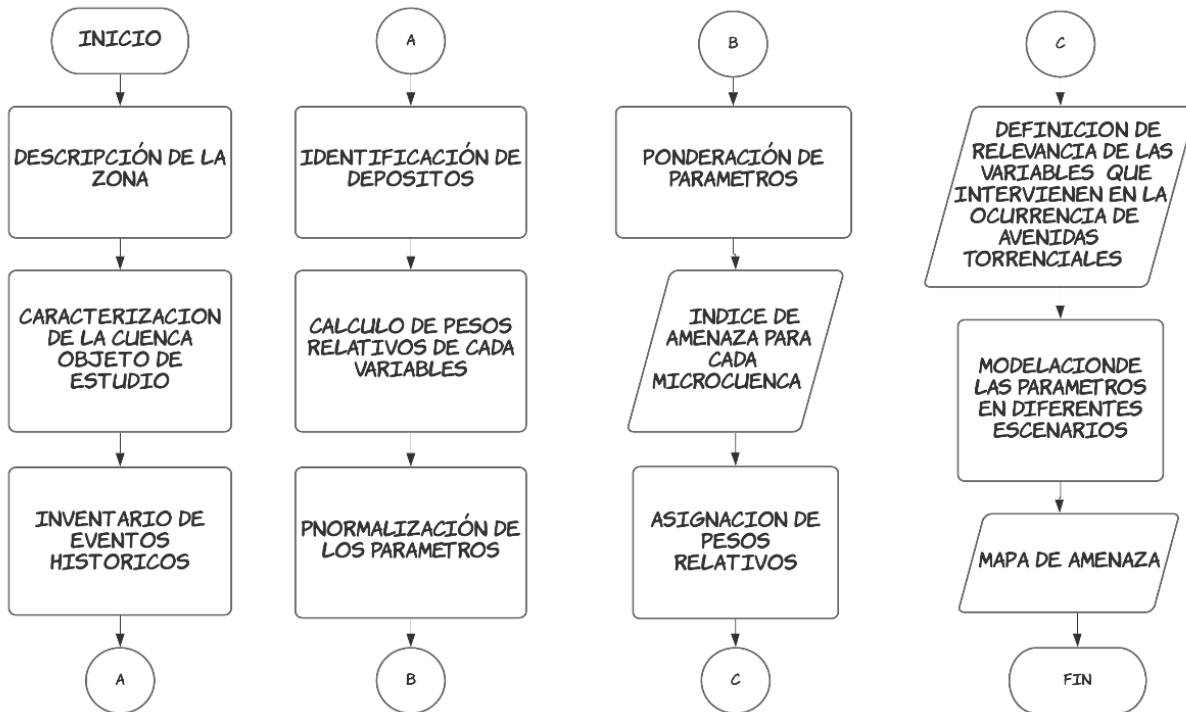 INICIO
DESCRIPCIÓN DE LA
ZONA
CARACTERIZACION
DE LA CUENCA
OBJETO DE
ESTUDIO
INVENTARIO DE
EVENTOS
HISTORICOS
A
A
IDENTIFICACIÓN DE
DEPOSITOS
CALCULO DE PESOS
RELATIVOS DE CADA
VARIABLES
PNORMALIZACIÓN DE
LOS PARAMETROS
B
B
PONDERACIÓN DE
PARAMETROS
INDICE DE
AMENAZA PARA
CADA
MICROCUENCA
ASIGNACION DE
PESOS
RELATIVOS
C
C
DEFINICION DE
RELEVANCIA DE LAS
VARIABLES QUE
INTERVIENEN EN LA
OCURRENCIA DE
AVENIDAS
TORRENCIALES
MODELACIONDE
LAS PARAMETROS
EN DIFERENTES
ESCENARIOS
MAPA DE AMENAZA
FIN